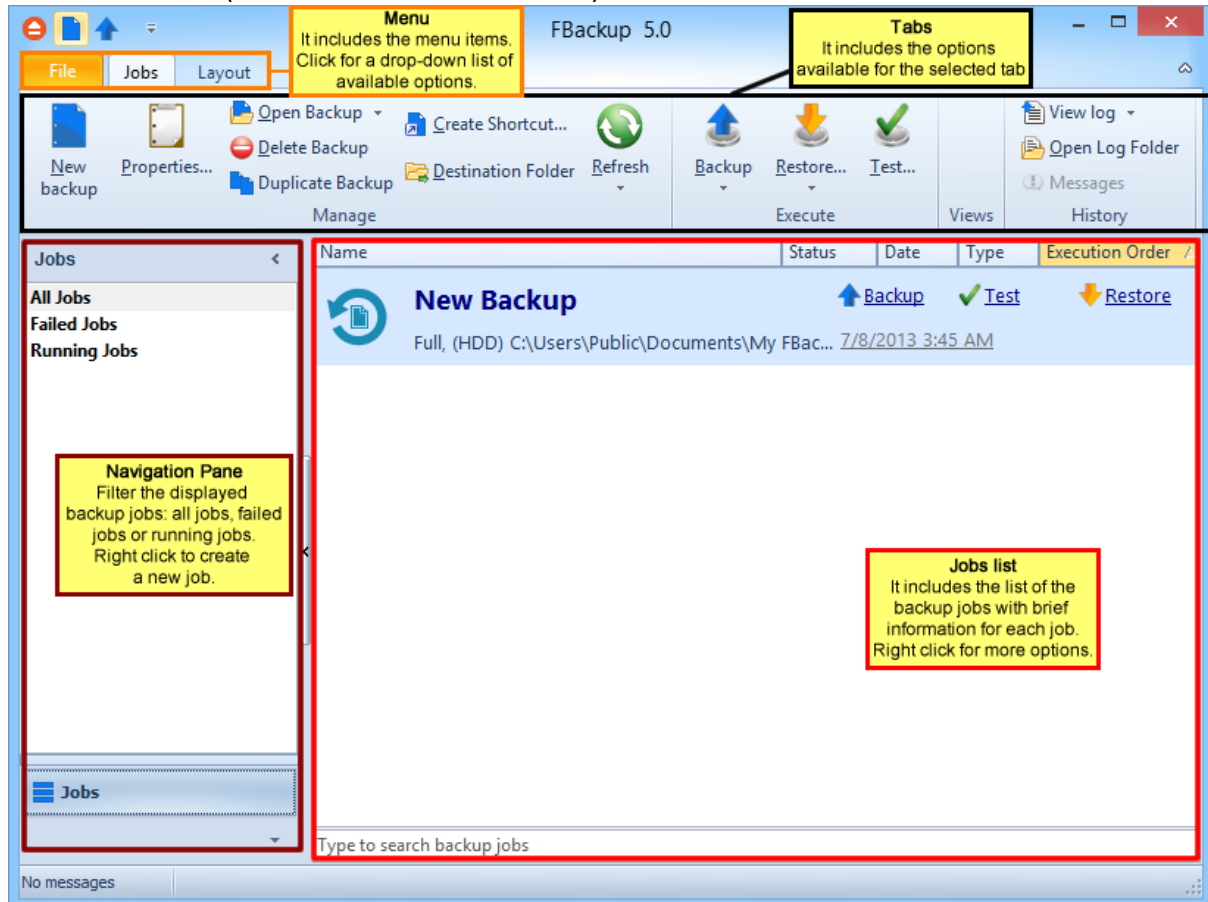 Menu
It includes the menu items.
Click for a drop-down list of
available options.
FBackup 5.0
Tabs
It includes the options
available for the selected tab
File Jobs Layout
New backup
Properties...
Open Backup
Delete Backup
Duplicate Backup
Create Shortcut...
Destination Folder
Refresh
Manage
Backup
Restore...
Test...
Execute
Views
View log
Open Log Folder
Messages
History
Jobs
All Jobs
Failed Jobs
Running Jobs
Navigation Pane
Filter the displayed
backup jobs: all jobs, failed
jobs or running jobs.
Right click to create
a new job.
Jobs
Name Status Date Type Execution Order
New Backup Backup Test Restore
Full, (HDD) C:\Users\Public\Documents\My FBac... 7/8/2013 3:45 AM
Jobs list
It includes the list of the
backup jobs with brief
information for each job.
Right click for more options.
Type to search backup jobs
No messages